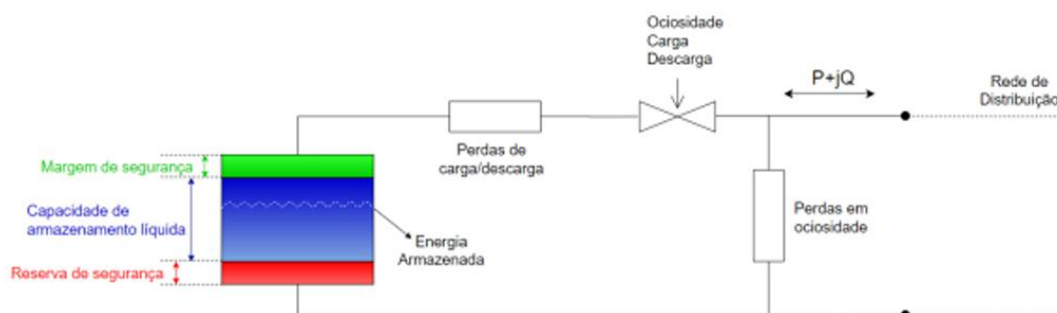 Ociosidade
Carga
Descarga
P+jQ
Rede de
Distribuição
Perdas de
carga/descarga
Margem de segurança
Capacidade de
armazenamento líquida
Perdas em
ociosidade
Energia
Armazenada
Reserva de segurança